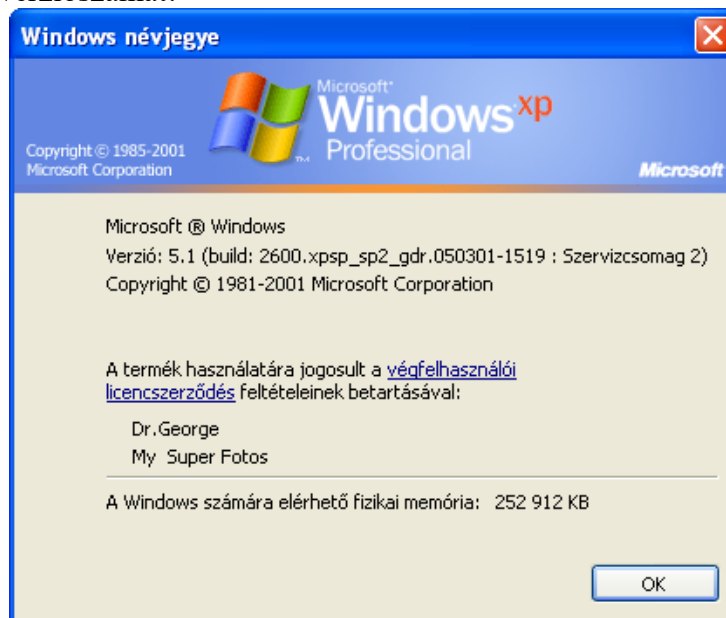 Windows névjegye
Microsoft®
Windows xp
Professional
TM
Copyright © 1985-2001
Microsoft Corporation
Microsoft
Microsoft ® Windows
Verzió: 5.1 (build: 2600.xpsp_sp2_gdr.050301-1519 : Szervizcsomag 2)
Copyright © 1981-2001 Microsoft Corporation
A termék használatára jogosult a végfelhasználói
licencszerződés feltételeinek betartásával:
Dr.George
My Super Fotos
A Windows számára elérhető fizikai memória: 252 912 KB
OK